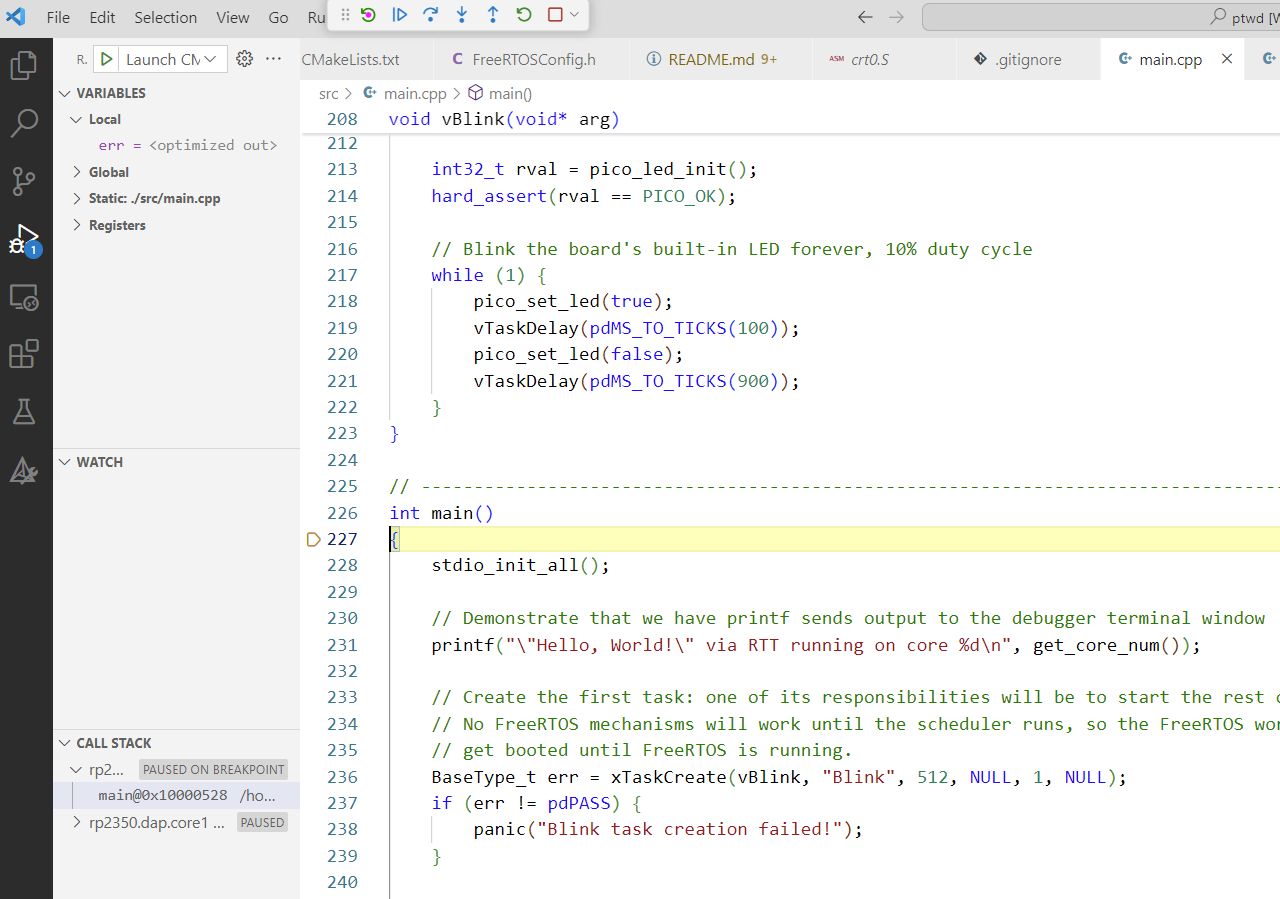 File Edit Selection View Go Ru
ptwd [W
R. Launch CM
CMakeLists.txt
C FreeRTOSConfig.h
README.md 9+
ASM crt0.S
.gitignore
main.cpp
VARIABLES
Local
err = <optimized out>
Global
Static: ./src/main.cpp
Registers
1
WATCH
CALL STACK
rp2... PAUSED ON BREAKPOINT
main@0x10000528 /ho...
rp2350.dap.core1 ... PAUSED
src > main.cpp > main()
208 void vBlink(void* arg)
212
213 int32_t rval = pico_led_init();
214 hard_assert(rval == PICO_OK);
215
216 // Blink the board's built-in LED forever, 10% duty cycle
217 while (1) {
218 pico_set_led(true);
219 vTaskDelay(pdMS_TO_TICKS(100));
220 pico_set_led(false);
221 vTaskDelay(pdMS_TO_TICKS(900));
222 }
223 }
224
225 // --------------------------------------------------------------------------------
226 int main()
227 {
228 stdio_init_all();
229
230 // Demonstrate that we have printf sends output to the debugger terminal window
231 printf("\"Hello, World!\" via RTT running on core %d\n", get_core_num());
232
233 // Create the first task: one of its responsibilities will be to start the rest o
234 // No FreeRTOS mechanisms will work until the scheduler runs, so the FreeRTOS wor
235 // get booted until FreeRTOS is running.
236 BaseType_t err = xTaskCreate(vBlink, "Blink", 512, NULL, 1, NULL);
237 if (err != pdPASS) {
238 panic("Blink task creation failed!");
239 }
240